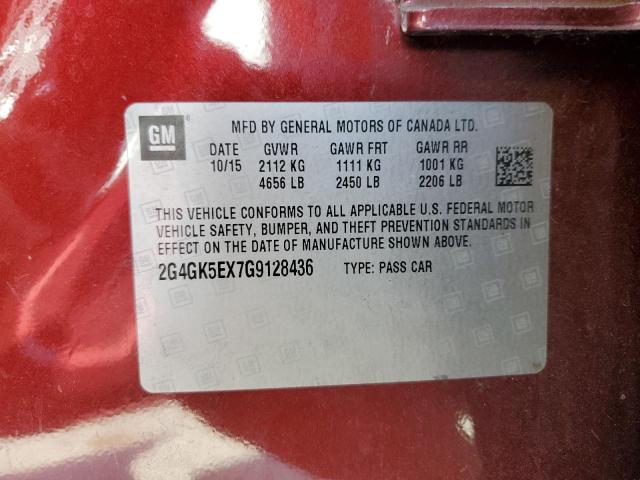 GM ® MFD BY GENERAL MOTORS OF CANADA LTD.
DATE GVWR GAWR FRT GAWR RR
10/15 2112 KG 1111 KG 1001 KG
4656 LB 2450 LB 2206 LB
THIS VEHICLE CONFORMS TO ALL APPLICABLE U.S. FEDERAL MOTOR
VEHICLE SAFETY, BUMPER, AND THEFT PREVENTION STANDARDS IN
EFFECT ON THE DATE OF MANUFACTURE SHOWN ABOVE.
2G4GK5EX7G9128436 TYPE: PASS CAR